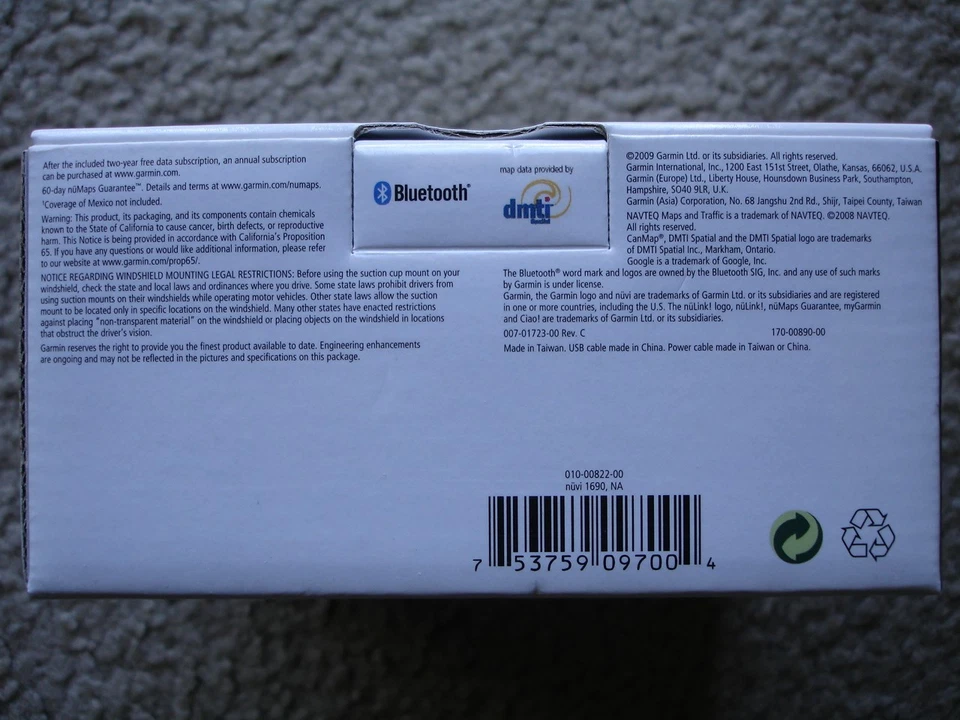 After the included two-year free data subscription, an annual subscription
can be purchased at www.garmin.com.
60-day nüMaps Guarantee™. Details and terms at www.garmin.com/numaps.
¹Coverage of Mexico not included.
Warning: This product, its packaging, and its components contain chemicals
known to the State of California to cause cancer, birth defects, or reproductive
harm. This Notice is being provided in accordance with California's Proposition
65. If you have any questions or would like additional information, please refer
to our website at www.garmin.com/prop65/.
NOTICE REGARDING WINDSHIELD MOUNTING LEGAL RESTRICTIONS: Before using the suction cup mount on your
windshield, check the state and local laws and ordinances where you drive. Some state laws prohibit drivers from
using suction mounts on their windshields while operating motor vehicles. Other state laws allow the suction
mount to be located only in specific locations on the windshield. Many other states have enacted restrictions
against placing "non-transparent material" on the windshield or placing objects on the windshield in locations
that obstruct the driver's vision.
Garmin reserves the right to provide you the finest product available to date. Engineering enhancements
are ongoing and may not be reflected in the pictures and specifications on this package.
Bluetooth®
map data provided by
dmti
©2009 Garmin Ltd. or its subsidiaries. All rights reserved.
Garmin International, Inc., 1200 East 151st Street, Olathe, Kansas, 66062, U.S.A.
Garmin (Europe) Ltd., Liberty House, Hounsdown Business Park, Southampton,
Hampshire, SO40 9LR, U.K.
Garmin (Asia) Corporation, No. 68 Jangshu 2nd Rd., Shijr, Taipei County, Taiwan
NAVTEQ Maps and Traffic is a trademark of NAVTEQ. ©2008 NAVTEQ.
All rights reserved.
CanMap®, DMTI Spatial and the DMTI Spatial logo are trademarks
of DMTI Spatial Inc., Markham, Ontario.
Google is a trademark of Google, Inc.
The Bluetooth® word mark and logos are owned by the Bluetooth SIG, Inc. and any use of such marks
by Garmin is under license.
Garmin, the Garmin logo and nüvi are trademarks of Garmin Ltd. or its subsidiaries and are registered
in one or more countries, including the U.S. The nüLink! logo, nüLink!, nüMaps Guarantee, myGarmin
and Ciao! are trademarks of Garmin Ltd. or its subsidiaries.
007-01723-00 Rev. C 170-00890-00
Made in Taiwan. USB cable made in China. Power cable made in Taiwan or China.
010-00822-00
nüvi 1690, NA
7 53759 09700 4